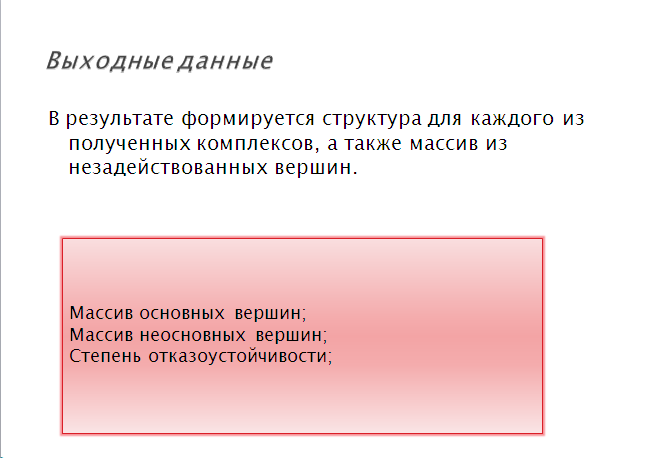 Выходные данные
В результате формируется структура для каждого из
полученных комплексов, а также массив из
незадействованных вершин.
Массив основных вершин;
Массив неосновных вершин;
Степень отказоустойчивости;